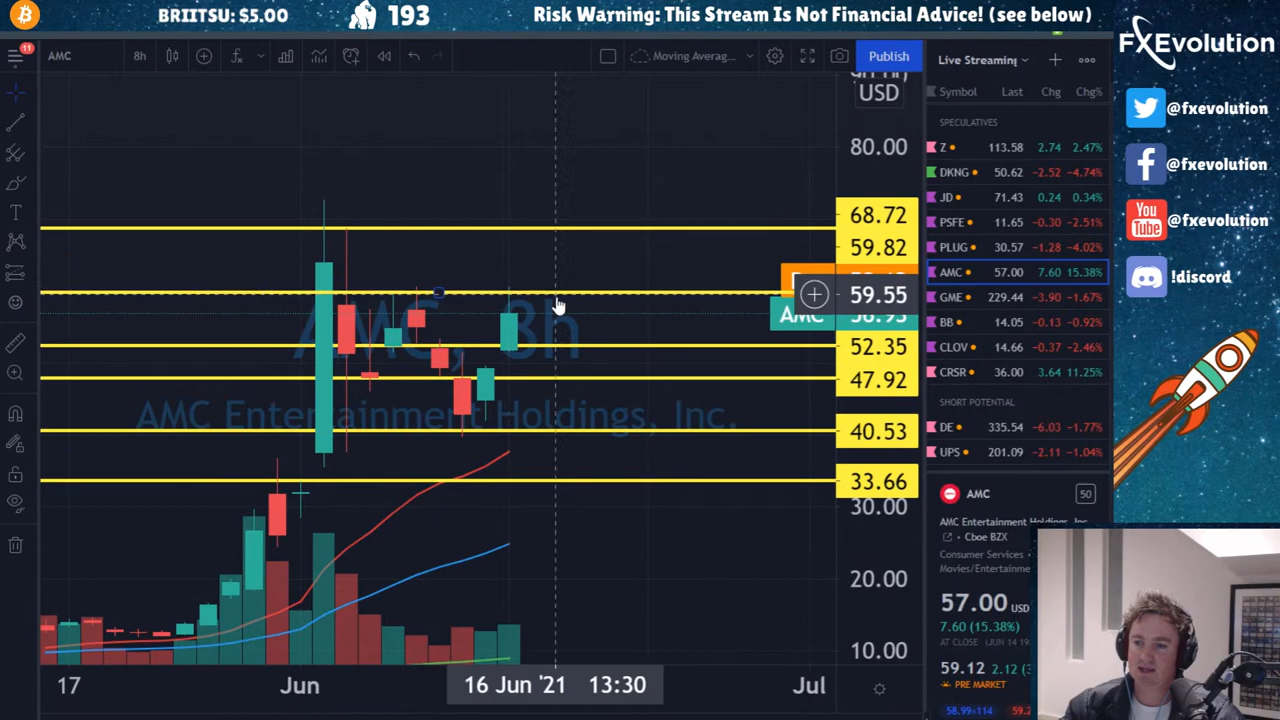 BRIITSU: $5.00
193
Risk Warning: This Stream Is Not Financial Advice! (see below)
FXEvolution
@fxevolution
@fxevolution
You Tube
@fxevolution
!discord
11
AMC
8h
Moving Averag...
Publish
USD
80.00
68.72
59.82
59.55
AMC
52.35
47.92
40.53
33.66
30.00
20.00
10.00
AMC, 8h
AMC Entertainment Holdings, Inc.
17
Jun
16 Jun '21 13:30
Jul
Live Streaming
Symbol Last Chg Chg%
SPECULATIVES
Z 113.58 2.74 2.47%
DKNG 50.62 −2.52 −4.74%
JD 71.43 0.24 0.34%
PSFE 11.65 −0.30 −2.51%
PLUG 30.57 −1.28 −4.02%
AMC 57.00 7.60 15.38%
GME 229.44 −3.90 −1.67%
BB 14.05 −0.13 −0.92%
CLOV 14.66 −0.37 −2.46%
CRSR 36.00 3.64 11.25%
SHORT POTENTIAL
DE 335.54 −6.03 −1.77%
UPS 201.09 −2.11 −1.04%
AMC
50
AMC Entertainment Holdings, Inc
Cboe BZX
Consumer Services
Movies/Entertainme
57.00 USD
7.60 (15.38%)
AT CLOSE (JUN 14 19
59.12 2.12 (3
PRE MARKET
58.99×114
59.2